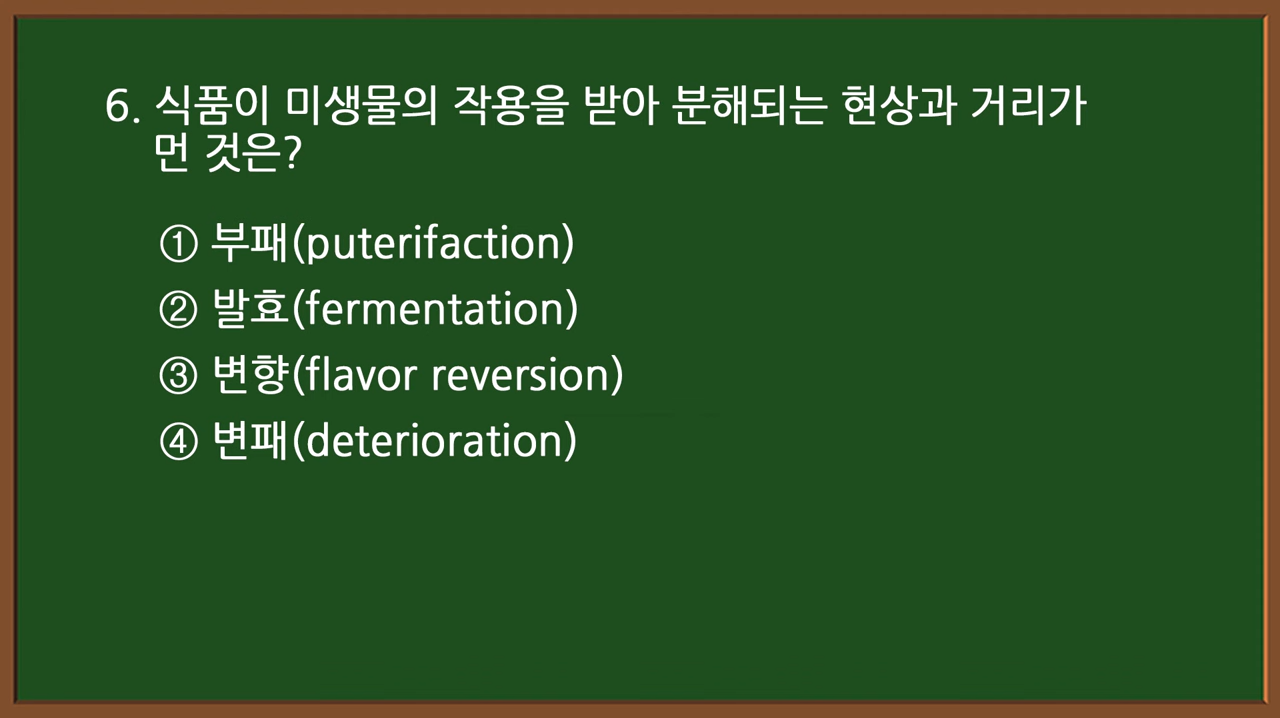 6. 식품이 미생물의 작용을 받아 분해되는 현상과 거리가
먼 것은?
① 부패(puterifaction)
② 발효(fermentation)
③ 변향(flavor reversion)
④ 변패(deterioration)